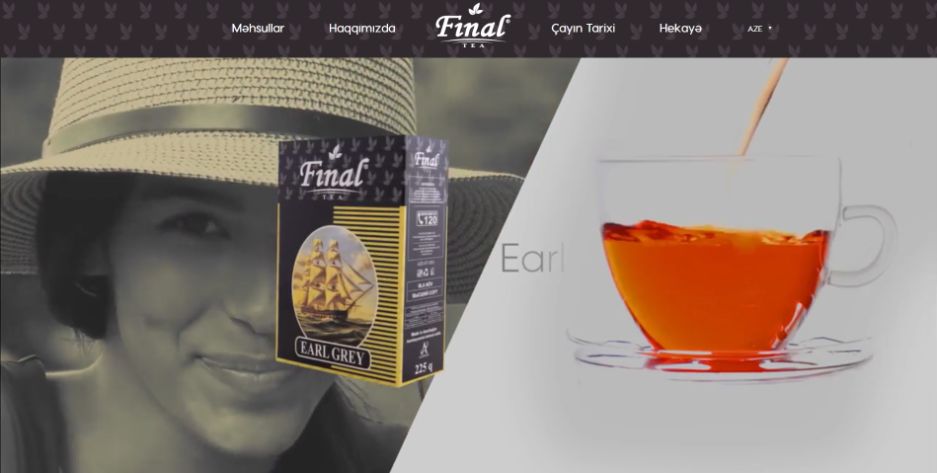 Məhsullar
Haqqımızda
Final
TEA
Çayın Tarixi
Hekayə
AZE
Final
TEA
EARL GREY
Final
120
225 q
Earl